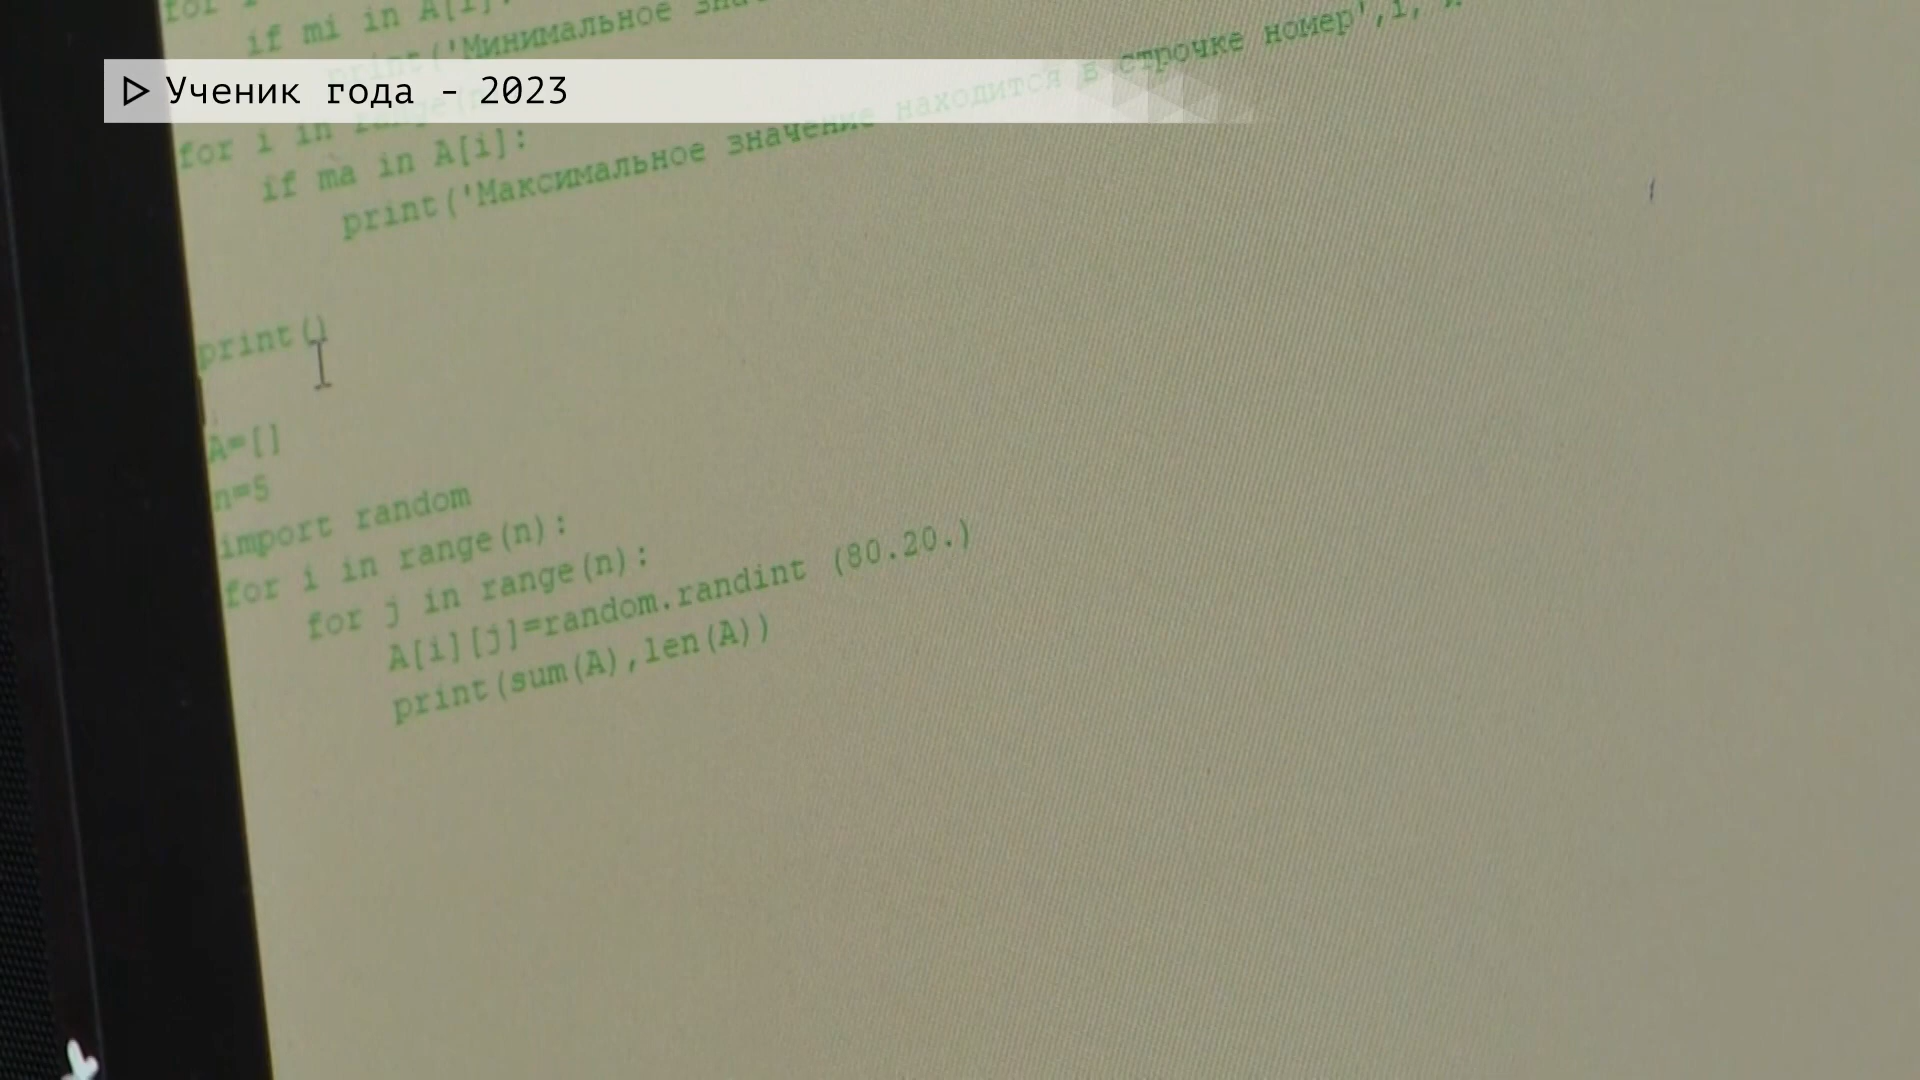 if mi in A[i]:
print('Минимальное
Ученик года - 2023
for i in range(
if ma in A[i]:
print('Максимальное значение находится в строчке номер',i,
print()
A=[]
n=5
import random
for i in range(n):
for j in range(n):
A[i][j]=random.randint (80.20.)
print(sum(A),len(A))